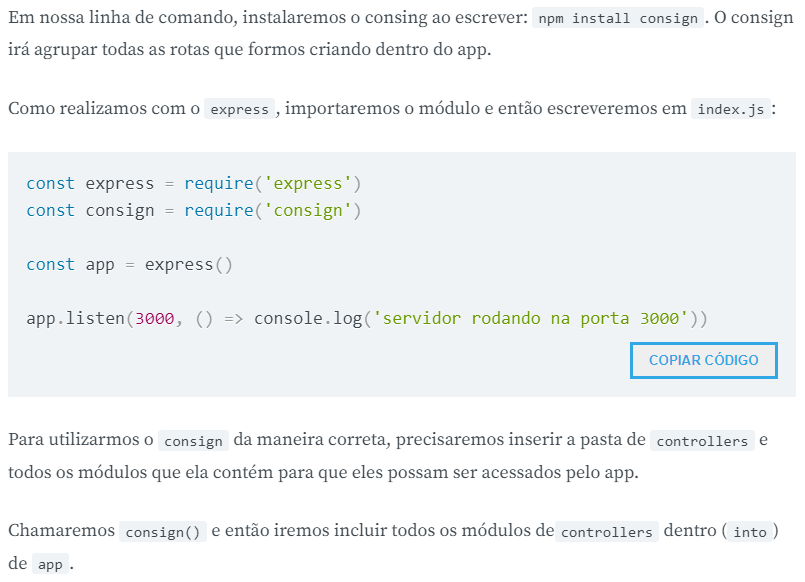 Em nossa linha de comando, instalaremos o consing ao escrever: npm install consign. O consign
irá agrupar todas as rotas que formos criando dentro do app.
Como realizamos com o express, importaremos o módulo e então escreveremos em index.js:
const express = require('express')
const consign = require('consign')
const app = express()
app.listen(3000, () => console.log('servidor rodando na porta 3000'))
COPIAR CÓDIGO
Para utilizarmos o consign da maneira correta, precisaremos inserir a pasta de controllers e
todos os módulos que ela contém para que eles possam ser acessados pelo app.
Chamaremos consign() e então iremos incluir todos os módulos de controllers dentro (into)
de app.